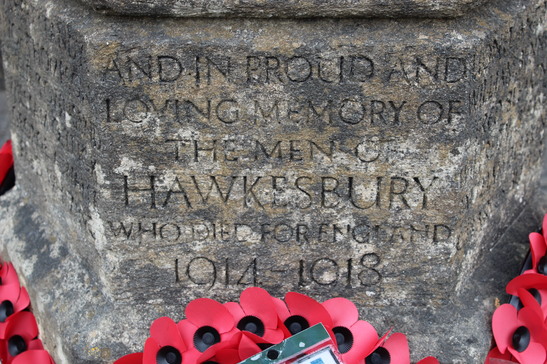 AND·IN PROUD AND
LOVING MEMORY OF
THE MEN OF
HAWKESBURY
WHO DIED FOR ENGLAND
1914-1918